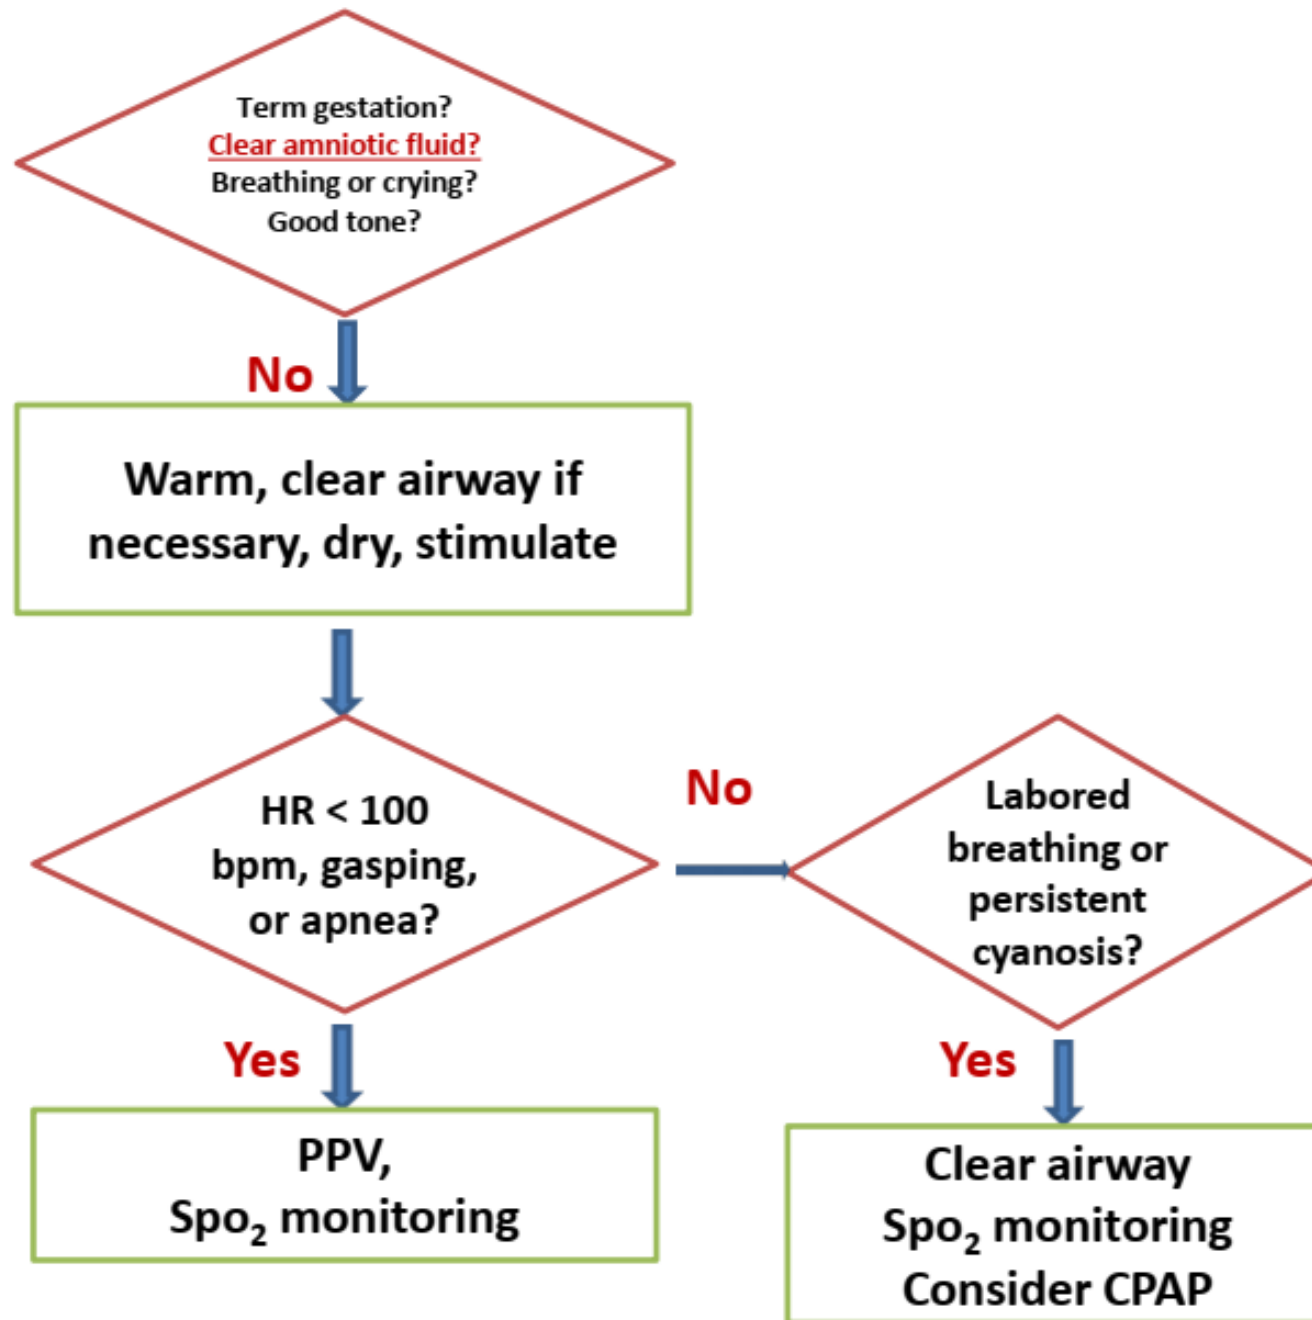 Term gestation?
Clear amniotic fluid?
Breathing or crying?
Good tone?
No
Warm, clear airway if
necessary, dry, stimulate
HR < 100
bpm, gasping,
or apnea?
No
Labored
breathing or
persistent
cyanosis?
Yes
PPV,
Spo₂ monitoring
Yes
Clear airway
Spo₂ monitoring
Consider CPAP